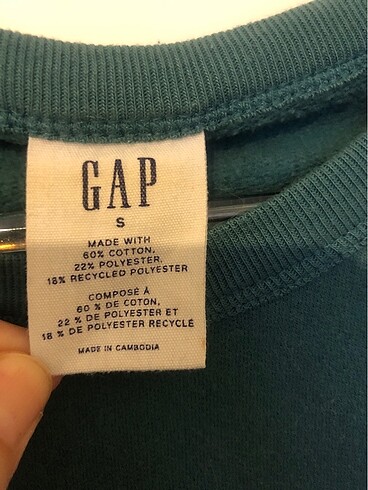 GAP
S
MADE WITH
60% COTTON,
22% POLYESTER,
18% RECYCLED POLYESTER
COMPOSÉ À
60 % DE COTON,
22 % DE POLYESTER ET
18 % DE POLYESTER RECYCLÉ
MADE IN CAMBODIA